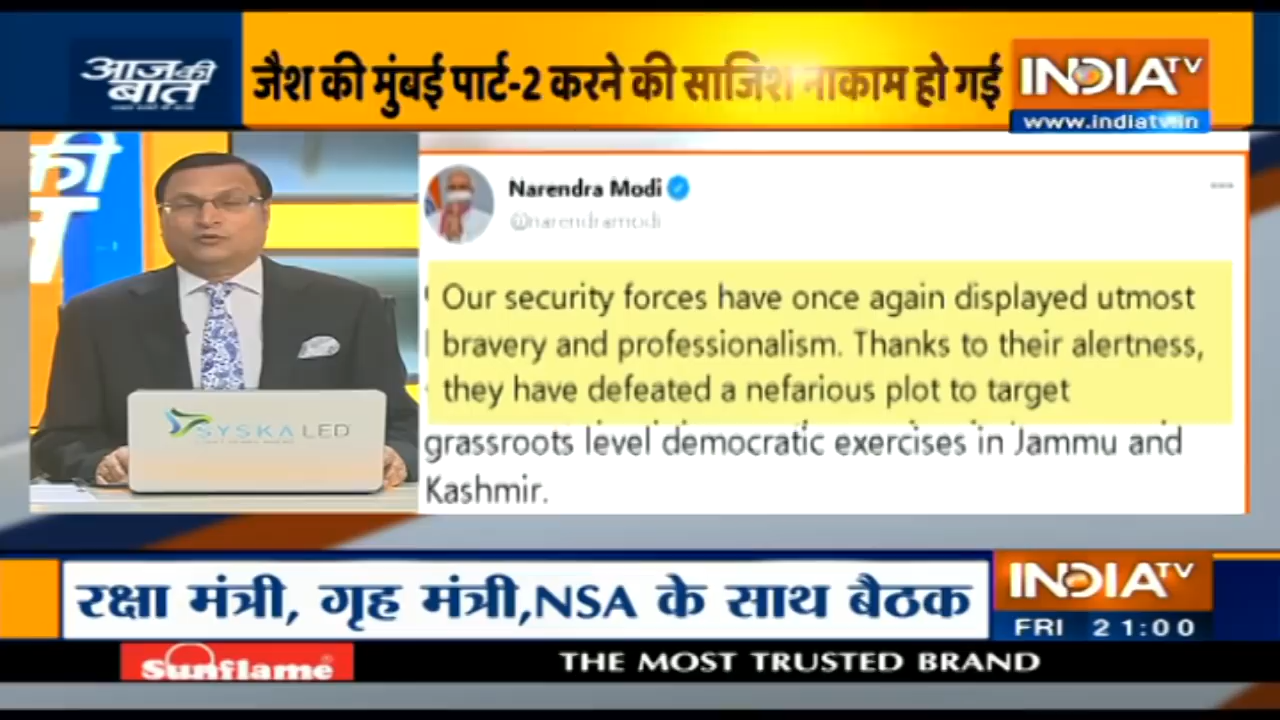 आज की
बात
जैश की मुंबई पार्ट-2 करने की साजिश नाकाम हो गई
INDIA TV
www.indiatv.in
की
Narendra Modi
@narendramodi
Our security forces have once again displayed utmost
bravery and professionalism. Thanks to their alertness,
they have defeated a nefarious plot to target
grassroots level democratic exercises in Jammu and
Kashmir.
SYSKA LED
रक्षा मंत्री, गृह मंत्री,NSA के साथ बैठक
INDIA TV
FRI 21:00
Sunflame
THE MOST TRUSTED BRAND